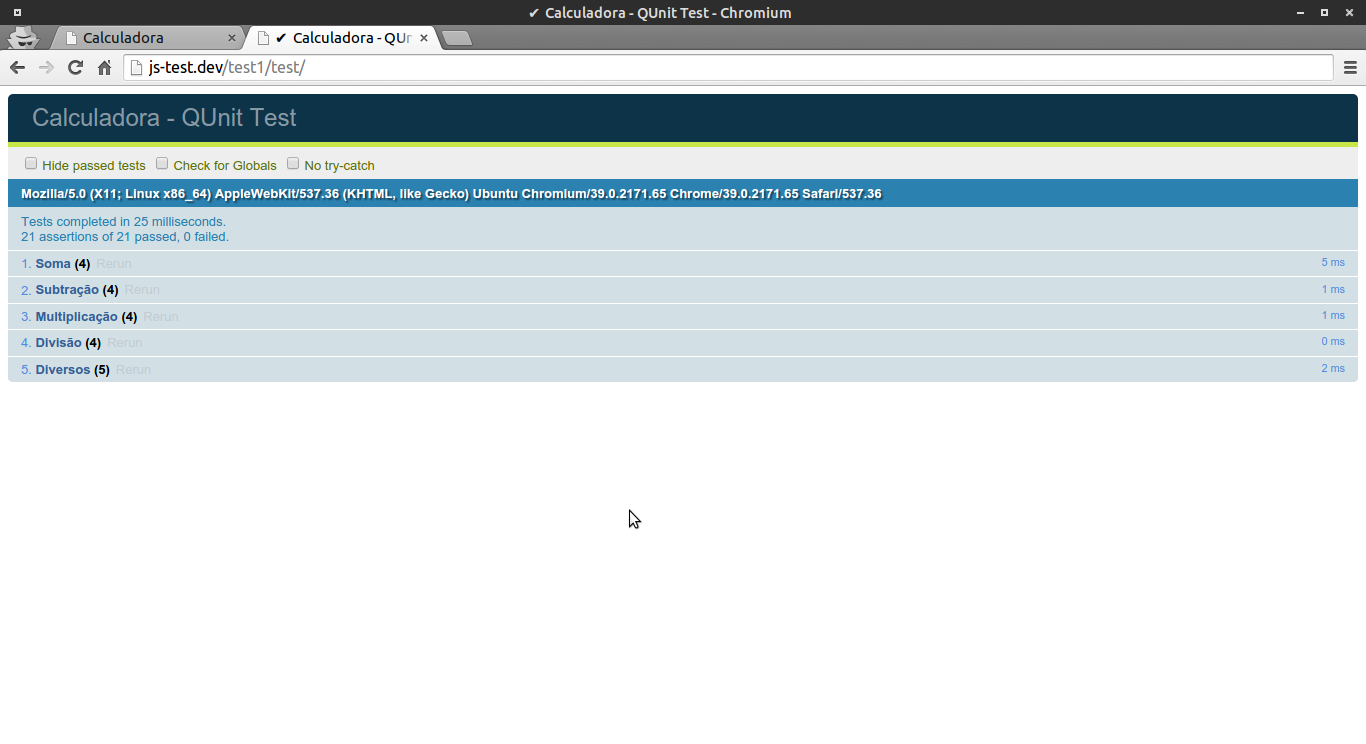 ✔ Calculadora - QUnit Test - Chromium
Calculadora
✔ Calculadora - QUr
js-test.dev/test1/test/
Calculadora - QUnit Test
Hide passed tests Check for Globals No try-catch
Mozilla/5.0 (X11; Linux x86_64) AppleWebKit/537.36 (KHTML, like Gecko) Ubuntu Chromium/39.0.2171.65 Chrome/39.0.2171.65 Safari/537.36
Tests completed in 25 milliseconds.
21 assertions of 21 passed, 0 failed.
1. Soma (4) Rerun 5 ms
2. Subtração (4) Rerun 1 ms
3. Multiplicação (4) Rerun 1 ms
4. Divisão (4) Rerun 0 ms
5. Diversos (5) Rerun 2 ms